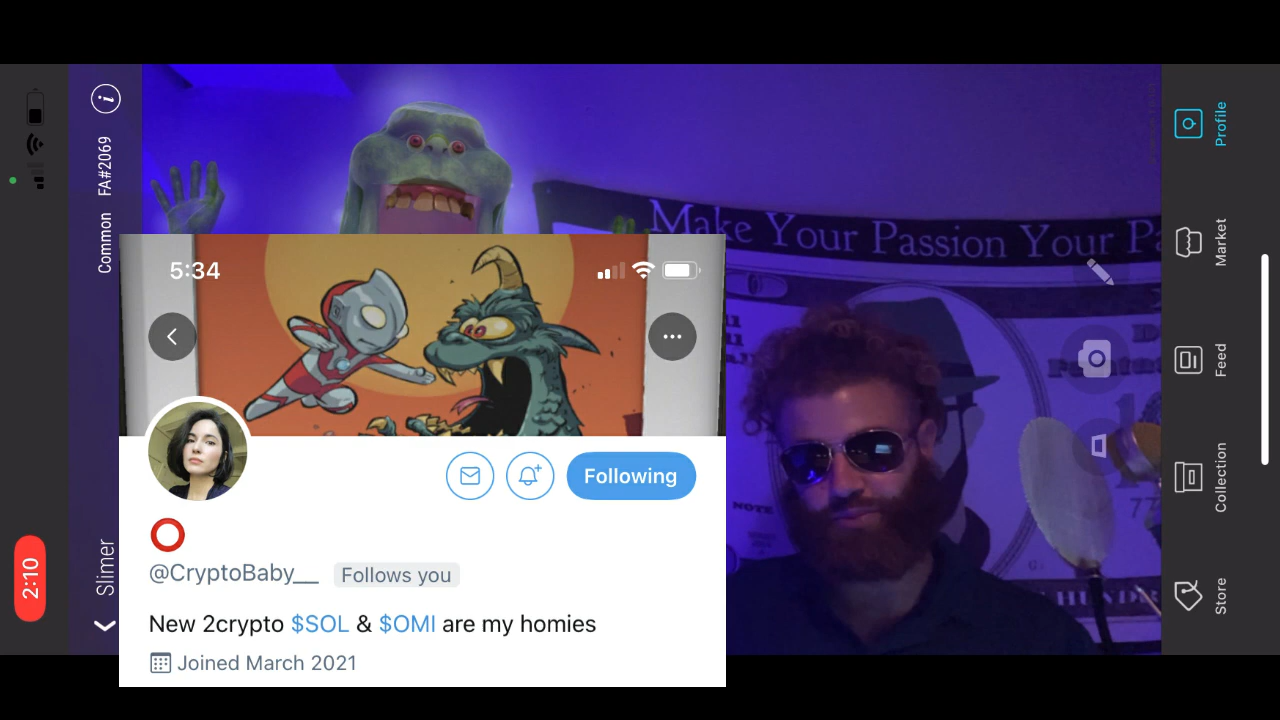 FA#2069
Common
Slimer
2:10
Make Your Passion Your Pa
5:34
Following
@CryptoBaby__
Follows you
New 2crypto $SOL & $OMI are my homies
Joined March 2021
NOTE
Profile
Market
Feed
Collection
Store